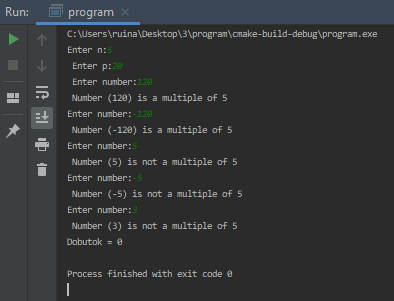 Run: program
C:\Users\ruina\Desktop\3\program\cmake-build-debug\program.exe
Enter n:5
Enter p:20
Enter number:120
Number (120) is a multiple of 5
Enter number:-120
Number (-120) is a multiple of 5
Enter number:5
Number (5) is not a multiple of 5
Enter number:-5
Number (-5) is not a multiple of 5
Enter number:3
Number (3) is not a multiple of 5
Dobutok = 0
Process finished with exit code 0